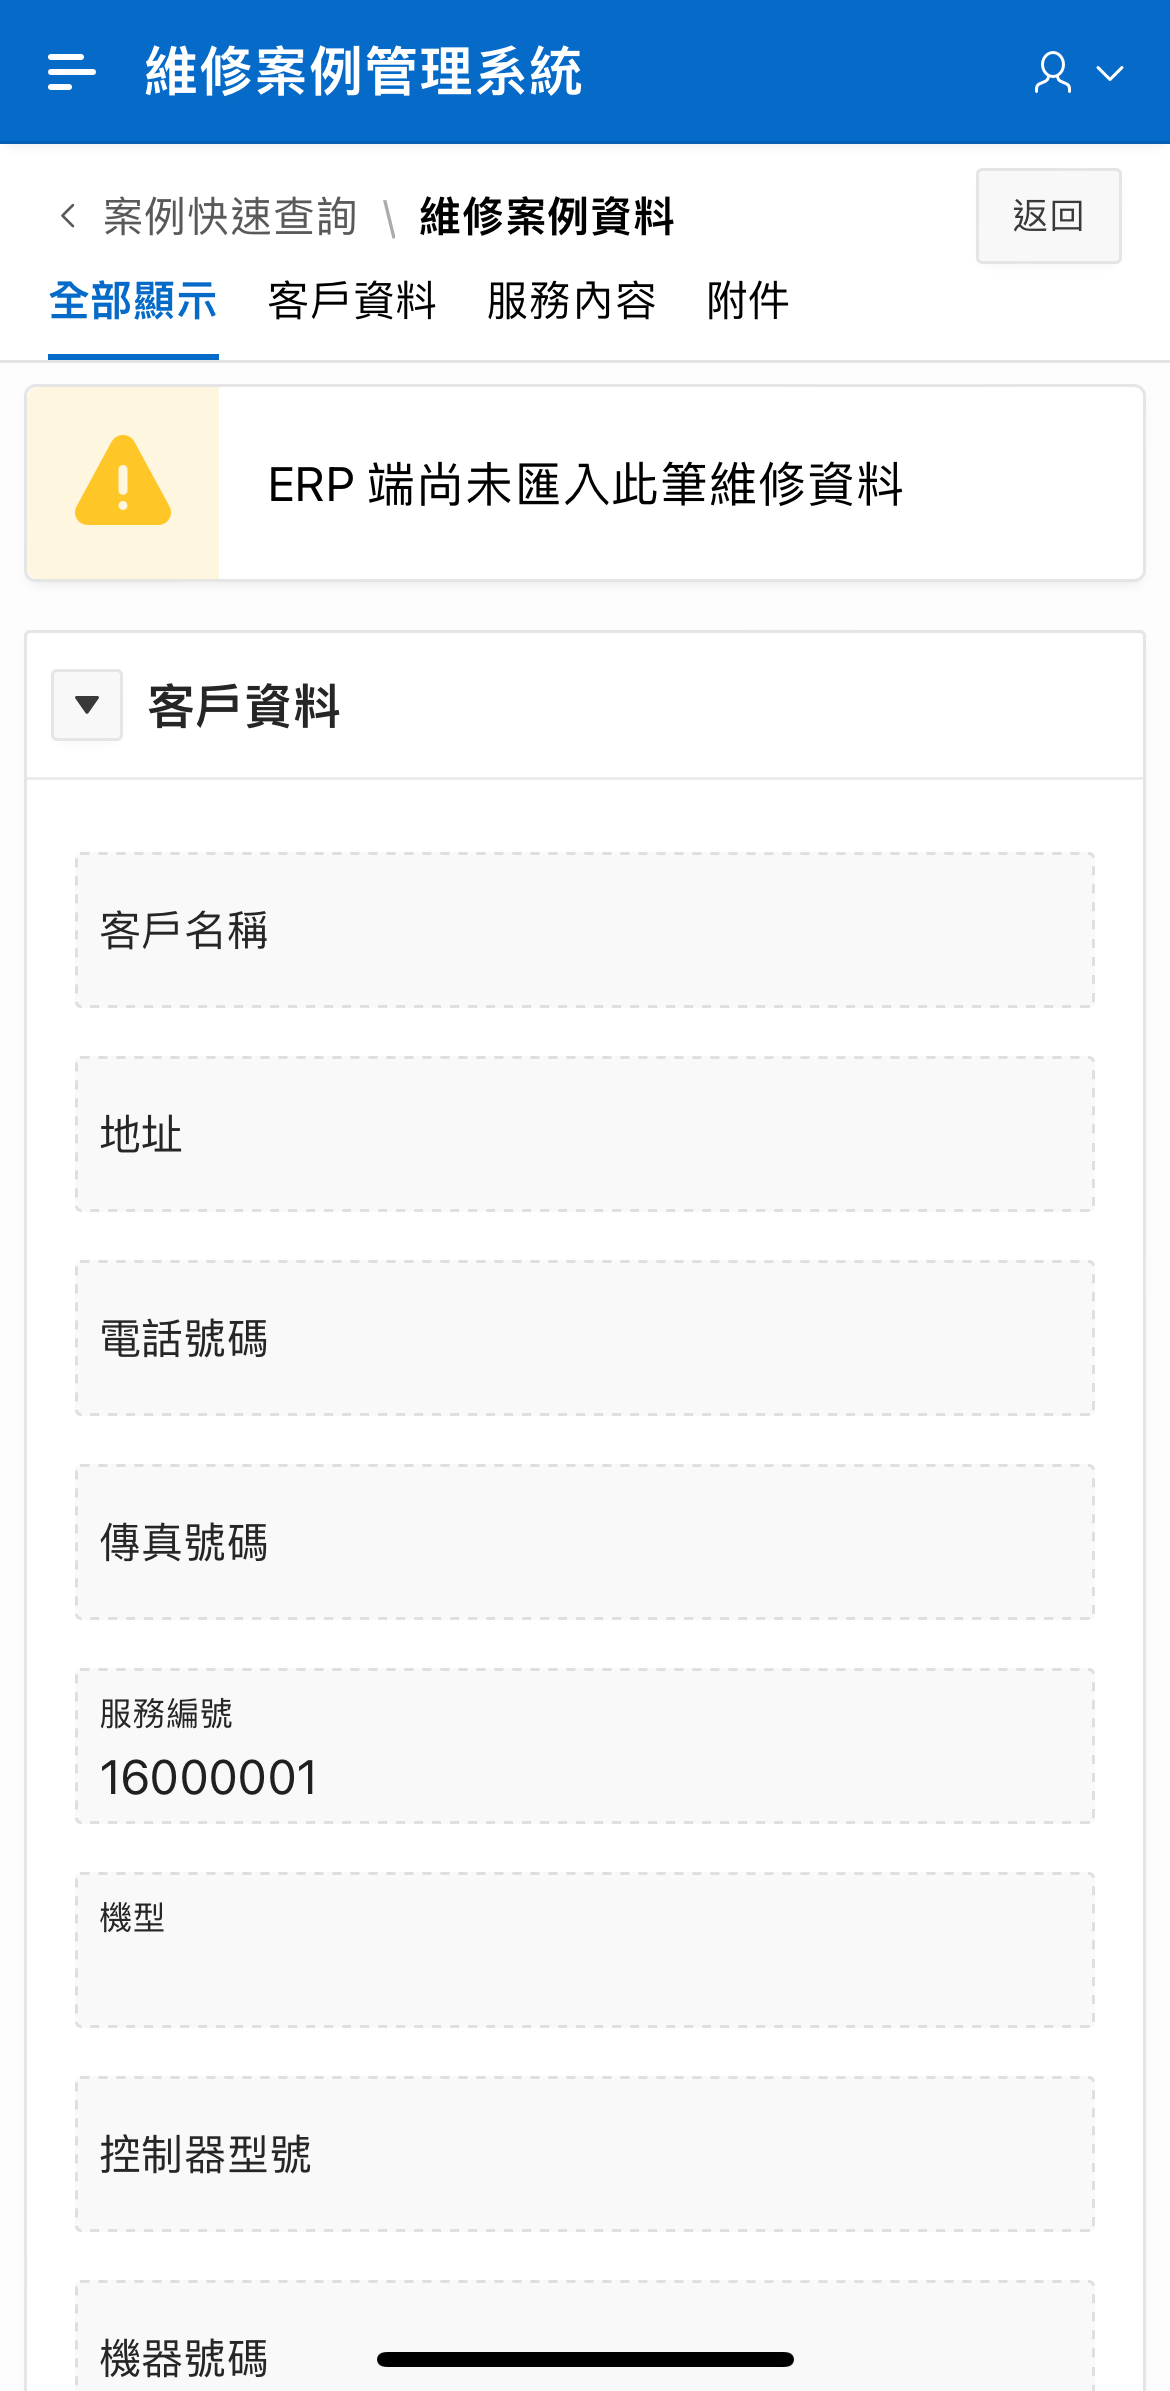 維修案例管理系統
案例快速查詢 \ 維修案例資料
返回
全部顯示 客戶資料 服務內容 附件
ERP 端尚未匯入此筆維修資料
客戶資料
客戶名稱
地址
電話號碼
傳真號碼
服務編號
16000001
機型
控制器型號
機器號碼